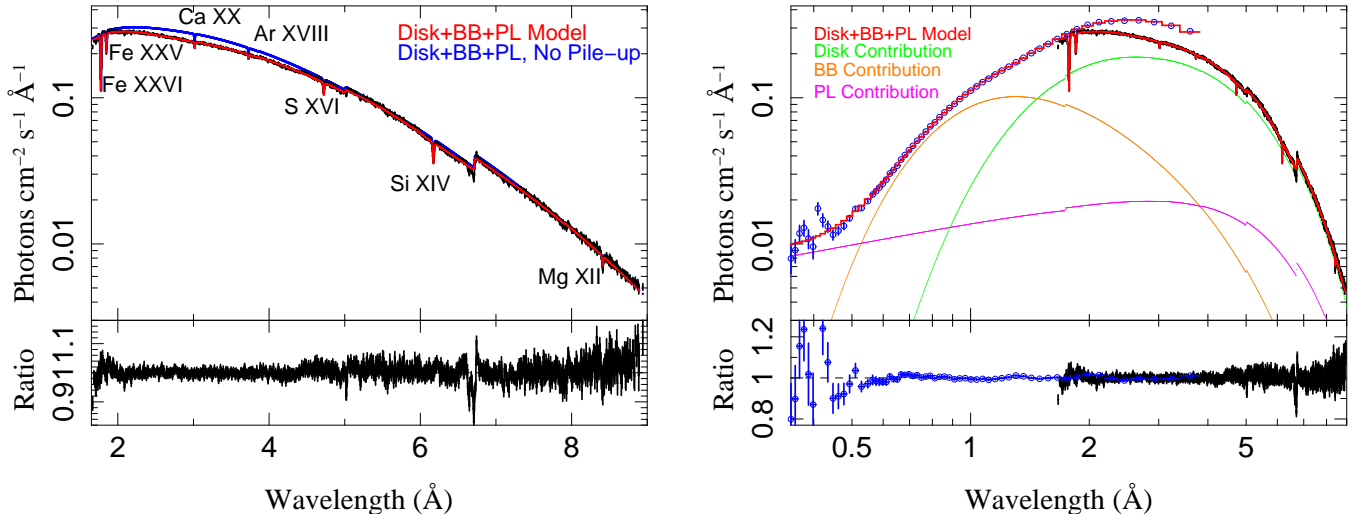 Photons cm⁻² s⁻¹ Å⁻¹
0.1
0.01
Ca XX
Ar XVIII
Disk+BB+PL Model
Disk+BB+PL, No Pile-up
Fe XXV
Fe XXVI
S XVI
Si XIV
Mg XII
Ratio
0.9 1 1.1
2 4 6 8
Wavelength (Å)
Photons cm⁻² s⁻¹ Å⁻¹
0.1
0.01
Disk+BB+PL Model
Disk Contribution
BB Contribution
PL Contribution
Ratio
0.8 1 1.2
0.5 1 2 5
Wavelength (Å)